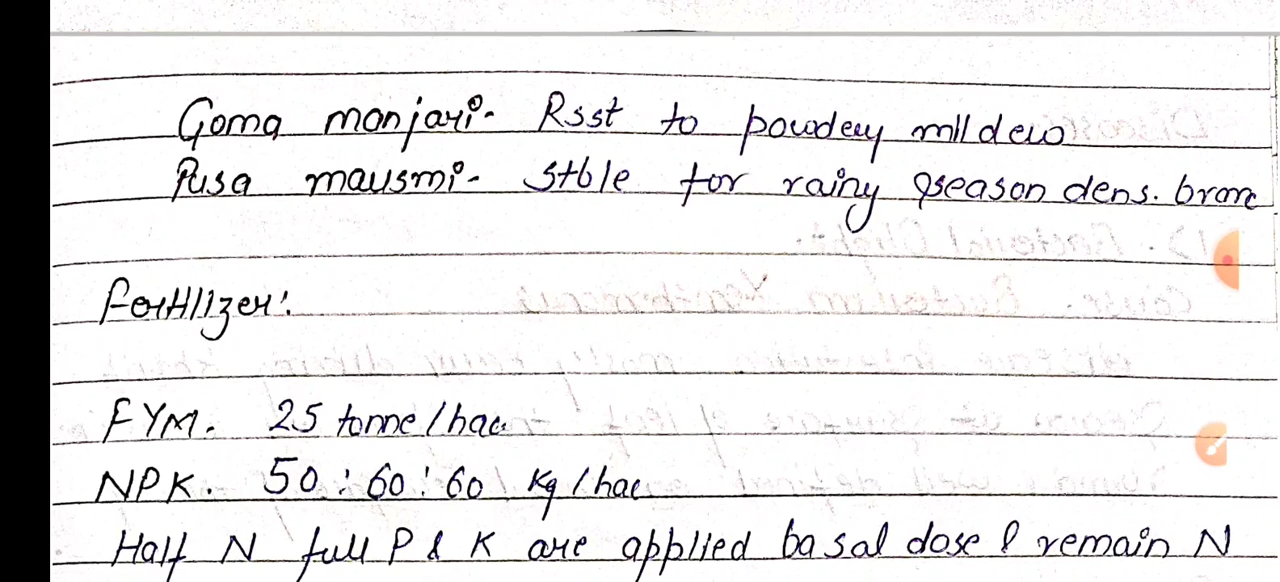 Goma manjari- Rsst to powdery mildew
Pusa mausmi- stble for rainy season dens.
Fertilizer:
FYM. 25 tonne/hac
NPK. 50:60:60 Kg/hac
Half N full P & K are applied basal dose & remain N